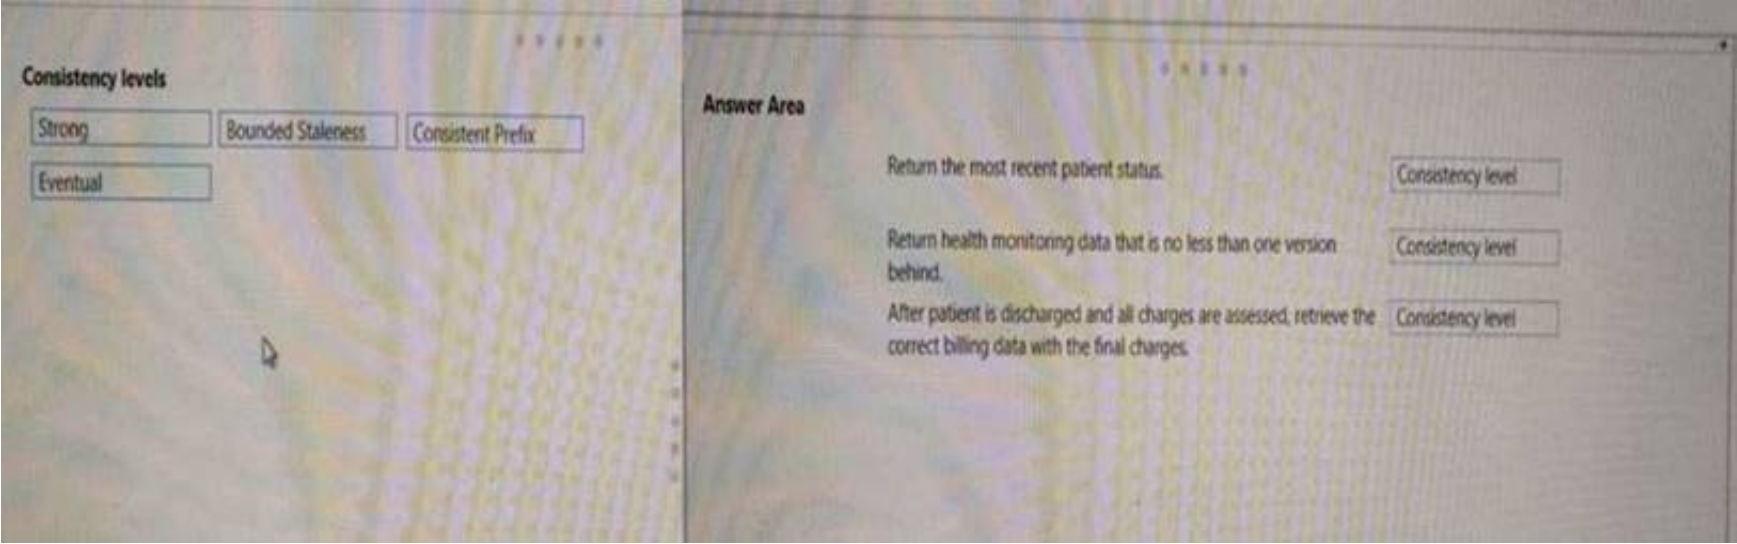 Consistency levels
Strong
Bounded Staleness
Consistent Prefix
Eventual
Answer Area
Return the most recent patient status.
Consistency level
Return health monitoring data that is no less than one version
behind.
Consistency level
After patient is discharged and all charges are assessed, retrieve the
correct billing data with the final charges.
Consistency level